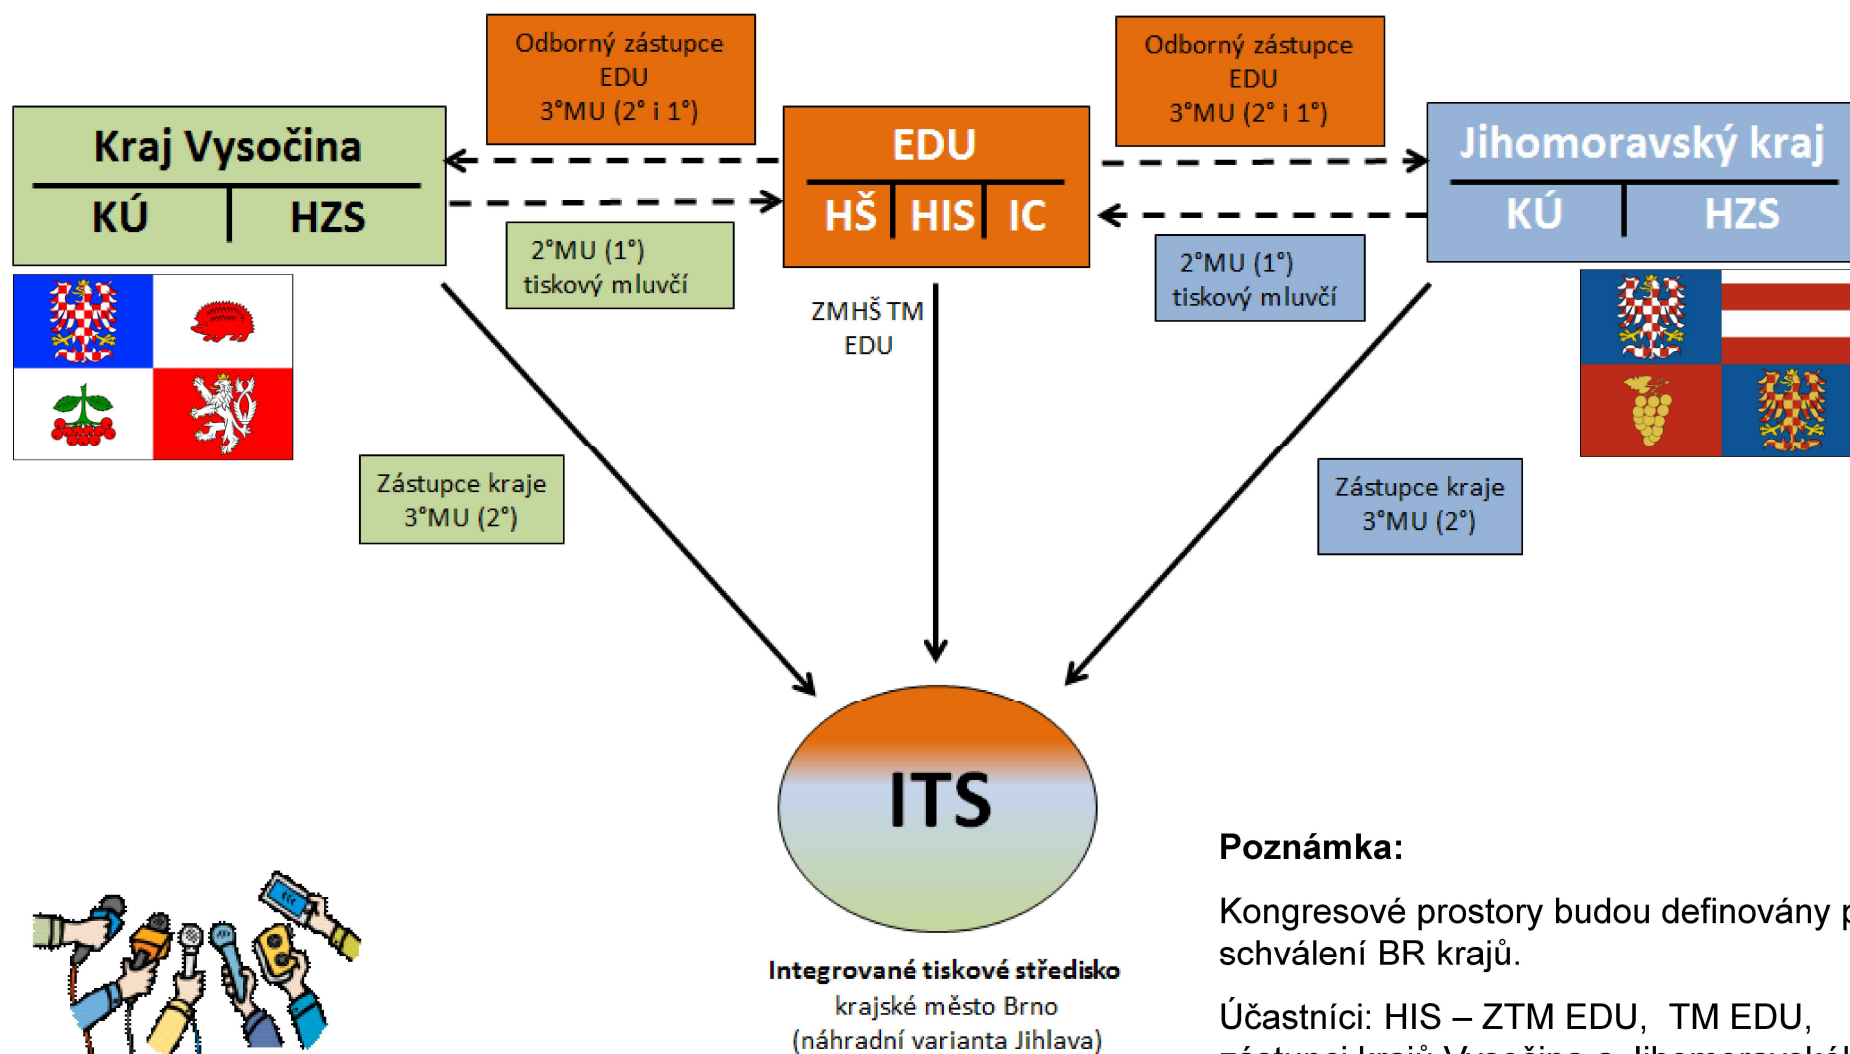 Odborný zástupce
EDU
3°MU (2° i 1°)
Odborný zástupce
EDU
3°MU (2° i 1°)
Kraj Vysočina
KÚ HZS
EDU
HŠ HIS IC
Jihomoravský kraj
KÚ HZS
2°MU (1°)
tiskový mluvčí
2°MU (1°)
tiskový mluvčí
ZMHŠ TM
EDU
Zástupce kraje
3°MU (2°)
Zástupce kraje
3°MU (2°)
ITS
Integrované tiskové středisko
krajské město Brno
(náhradní varianta Jihlava)
Poznámka:
Kongresové prostory budou definovány
schválení BR krajů.
Účastníci: HIS – ZTM EDU, TM EDU,
zástupci krajů Vysočina a